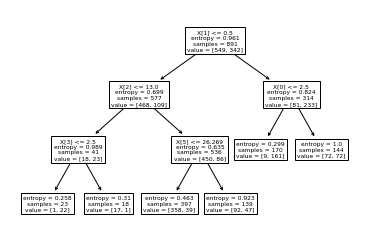 X[1] <= 0.5
entropy = 0.961
samples = 891
value = [549, 342]
X[2] <= 13.0
entropy = 0.699
samples = 577
value = [468, 109]
X[0] <= 2.5
entropy = 0.824
samples = 314
value = [81, 233]
X[3] <= 2.5
entropy = 0.989
samples = 41
value = [18, 23]
X[5] <= 26.269
entropy = 0.635
samples = 536
value = [450, 86]
entropy = 0.299
samples = 170
value = [9, 161]
entropy = 1.0
samples = 144
value = [72, 72]
entropy = 0.258
samples = 23
value = [1, 22]
entropy = 0.31
samples = 18
value = [17, 1]
entropy = 0.463
samples = 397
value = [358, 39]
entropy = 0.923
samples = 139
value = [92, 47]